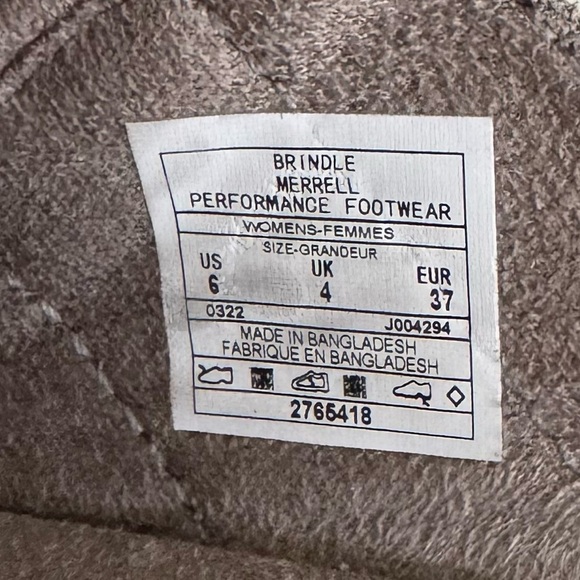 BRINDLE
MERRELL
PERFORMANCE FOOTWEAR
WOMENS-FEMMES
SIZE-GRANDEUR
US UK EUR
6 4 37
0322 J004294
MADE IN BANGLADESH
FABRIQUE EN BANGLADESH
2765418